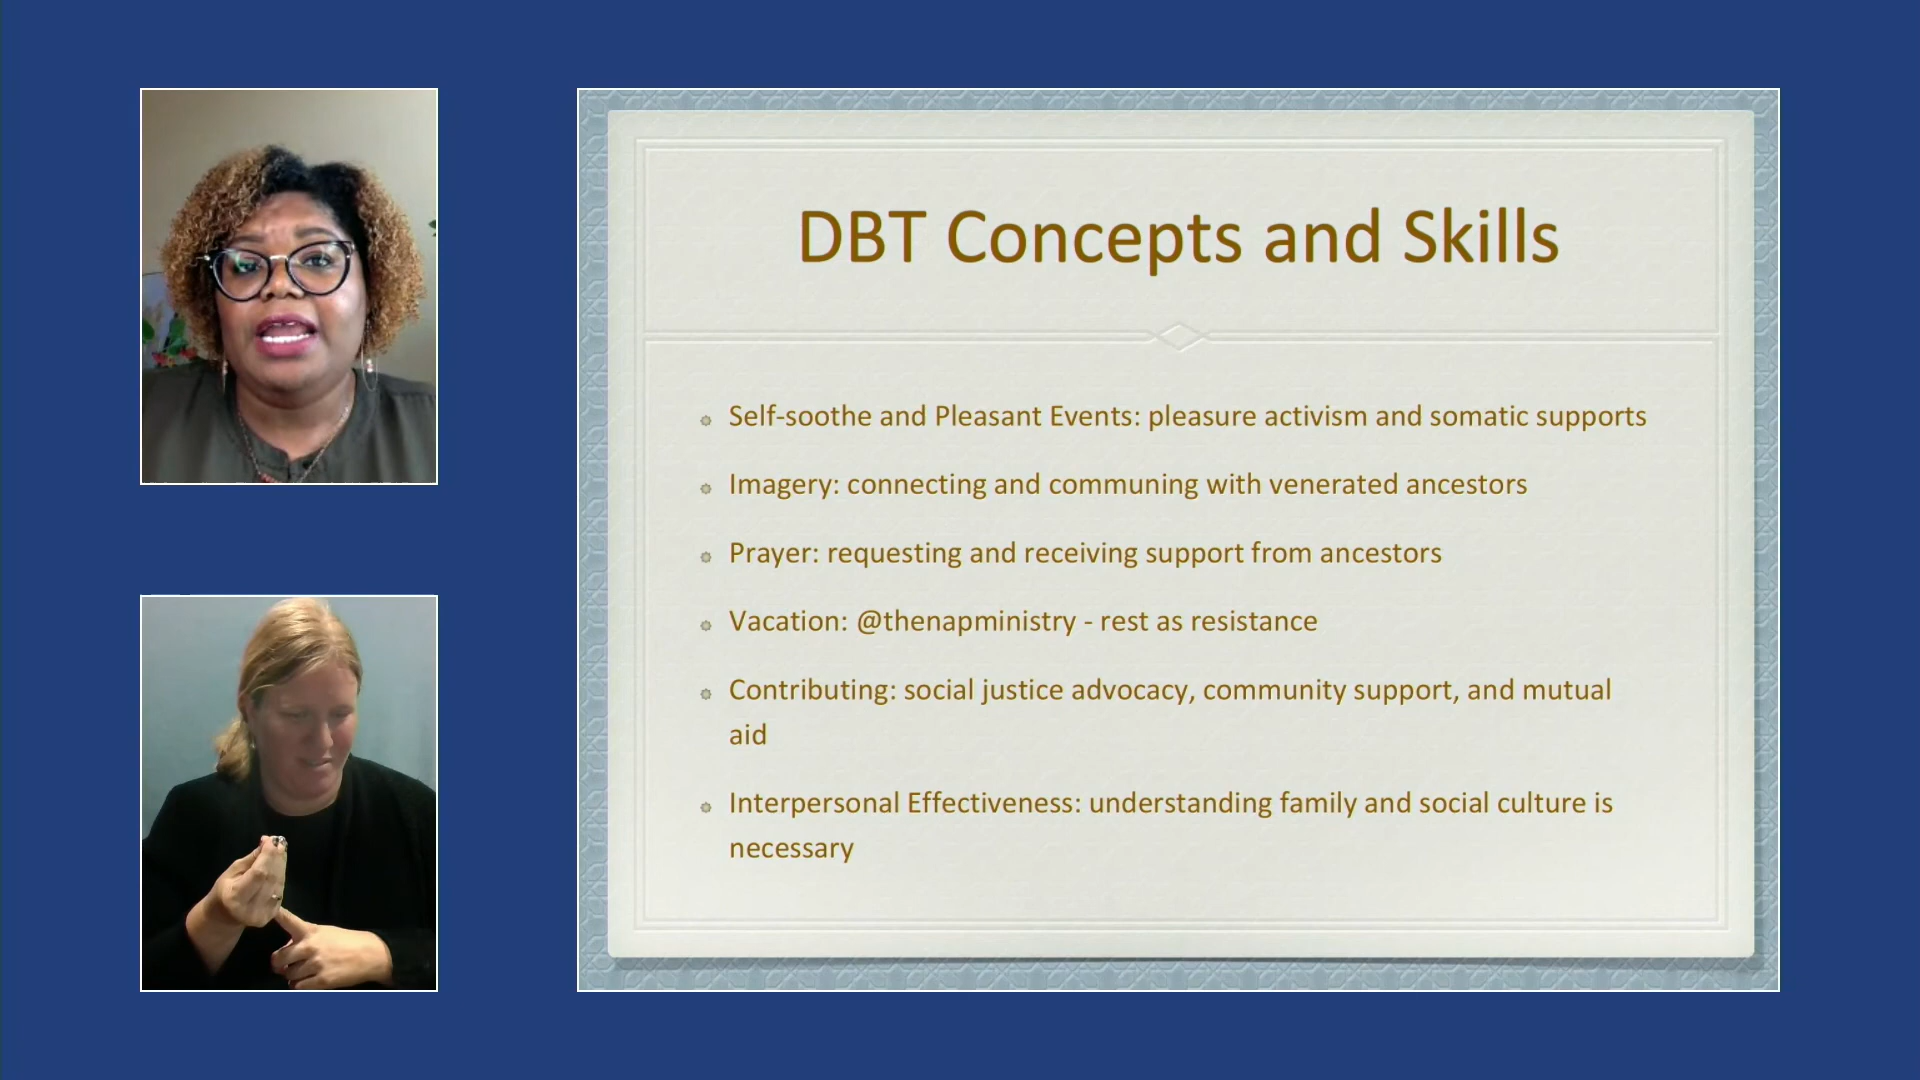 DBT Concepts and Skills
Self-soothe and Pleasant Events: pleasure activism and somatic supports
Imagery: connecting and communing with venerated ancestors
Prayer: requesting and receiving support from ancestors
Vacation: @thenapministry - rest as resistance
Contributing: social justice advocacy, community support, and mutual
aid
Interpersonal Effectiveness: understanding family and social culture is
necessary